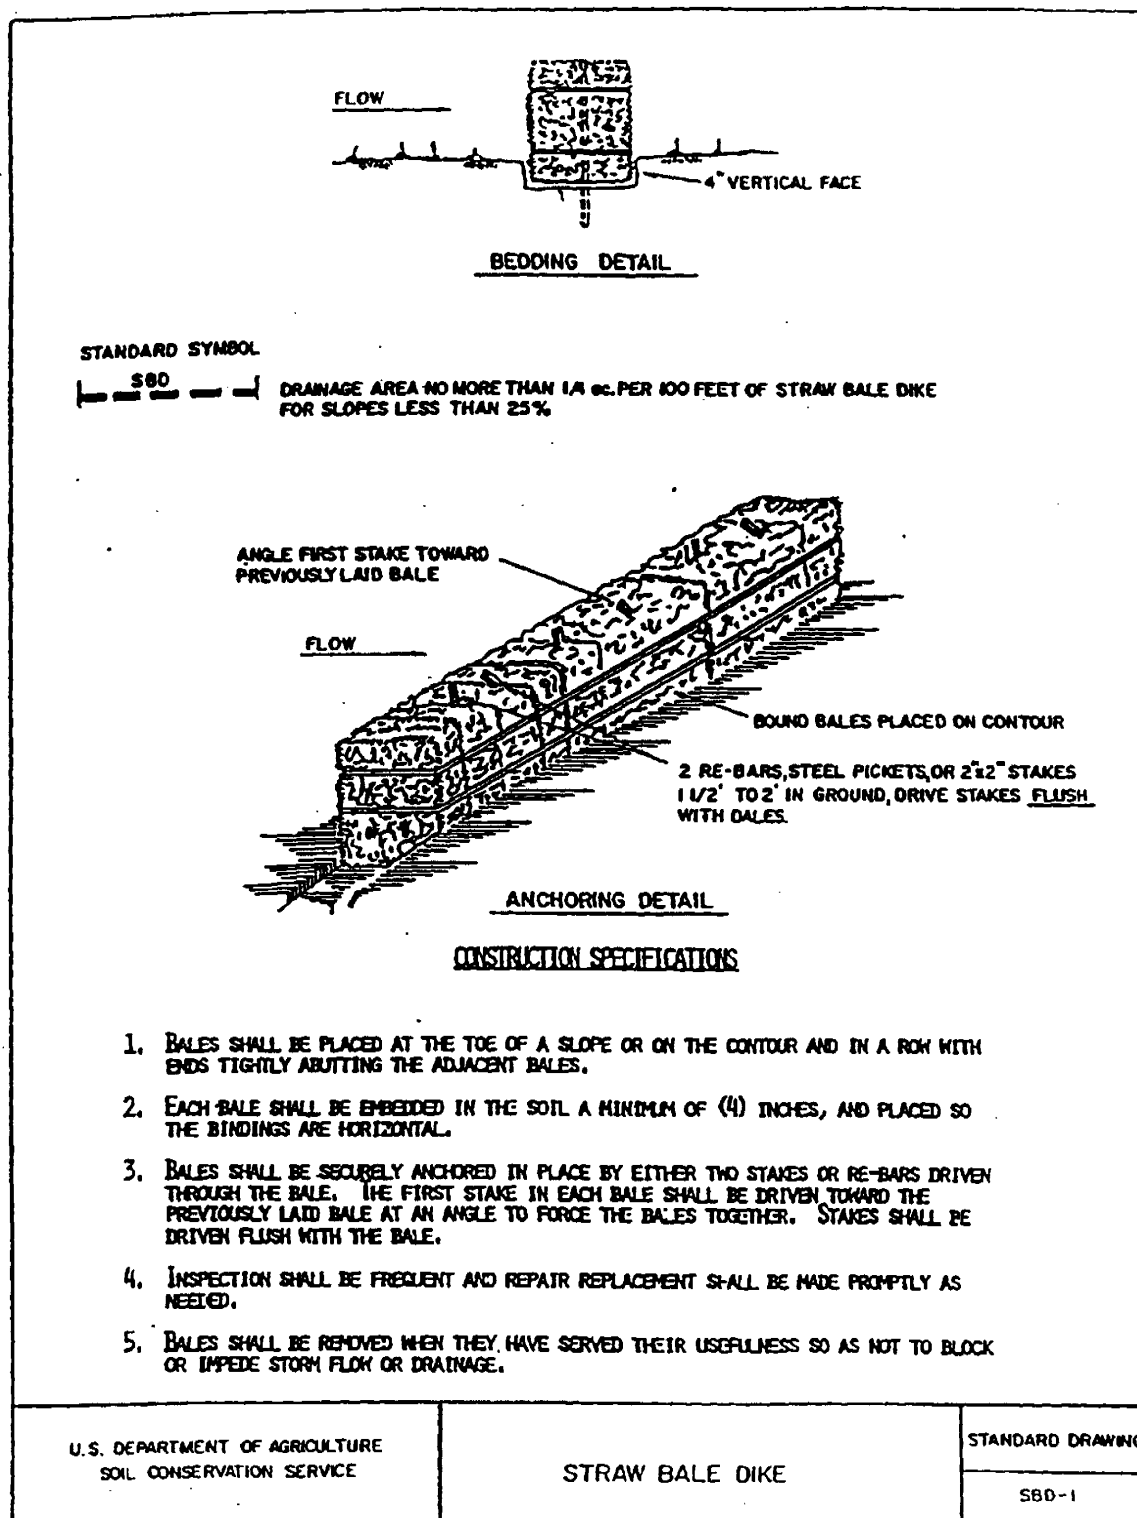 FLOW
4" VERTICAL FACE
BEDDING DETAIL
STANDARD SYMBOL
SBD
DRAINAGE AREA NO MORE THAN 1/4 ac. PER 100 FEET OF STRAW BALE DIKE
FOR SLOPES LESS THAN 25%
ANGLE FIRST STAKE TOWARD
PREVIOUSLY LAID BALE
FLOW
BOUND BALES PLACED ON CONTOUR
2 RE-BARS, STEEL PICKETS, OR 2"x2" STAKES
1 1/2' TO 2' IN GROUND, DRIVE STAKES FLUSH
WITH BALES.
ANCHORING DETAIL
CONSTRUCTION SPECIFICATIONS
1. BALES SHALL BE PLACED AT THE TOE OF A SLOPE OR ON THE CONTOUR AND IN A ROW WITH
ENDS TIGHTLY ABUTTING THE ADJACENT BALES.
2. EACH BALE SHALL BE EMBEDDED IN THE SOIL A MINIMUM OF (4) INCHES, AND PLACED SO
THE BINDINGS ARE HORIZONTAL.
3. BALES SHALL BE SECURELY ANCHORED IN PLACE BY EITHER TWO STAKES OR RE-BARS DRIVEN
THROUGH THE BALE. THE FIRST STAKE IN EACH BALE SHALL BE DRIVEN TOWARD THE
PREVIOUSLY LAID BALE AT AN ANGLE TO FORCE THE BALES TOGETHER. STAKES SHALL BE
DRIVEN FLUSH WITH THE BALE.
4. INSPECTION SHALL BE FREQUENT AND REPAIR REPLACEMENT SHALL BE MADE PROMPTLY AS
NEEDED.
5. BALES SHALL BE REMOVED WHEN THEY HAVE SERVED THEIR USEFULNESS SO AS NOT TO BLOCK
OR IMPEDE STORM FLOW OR DRAINAGE.
U.S. DEPARTMENT OF AGRICULTURE
SOIL CONSERVATION SERVICE
STRAW BALE DIKE
STANDARD DRAWING
SBD-1